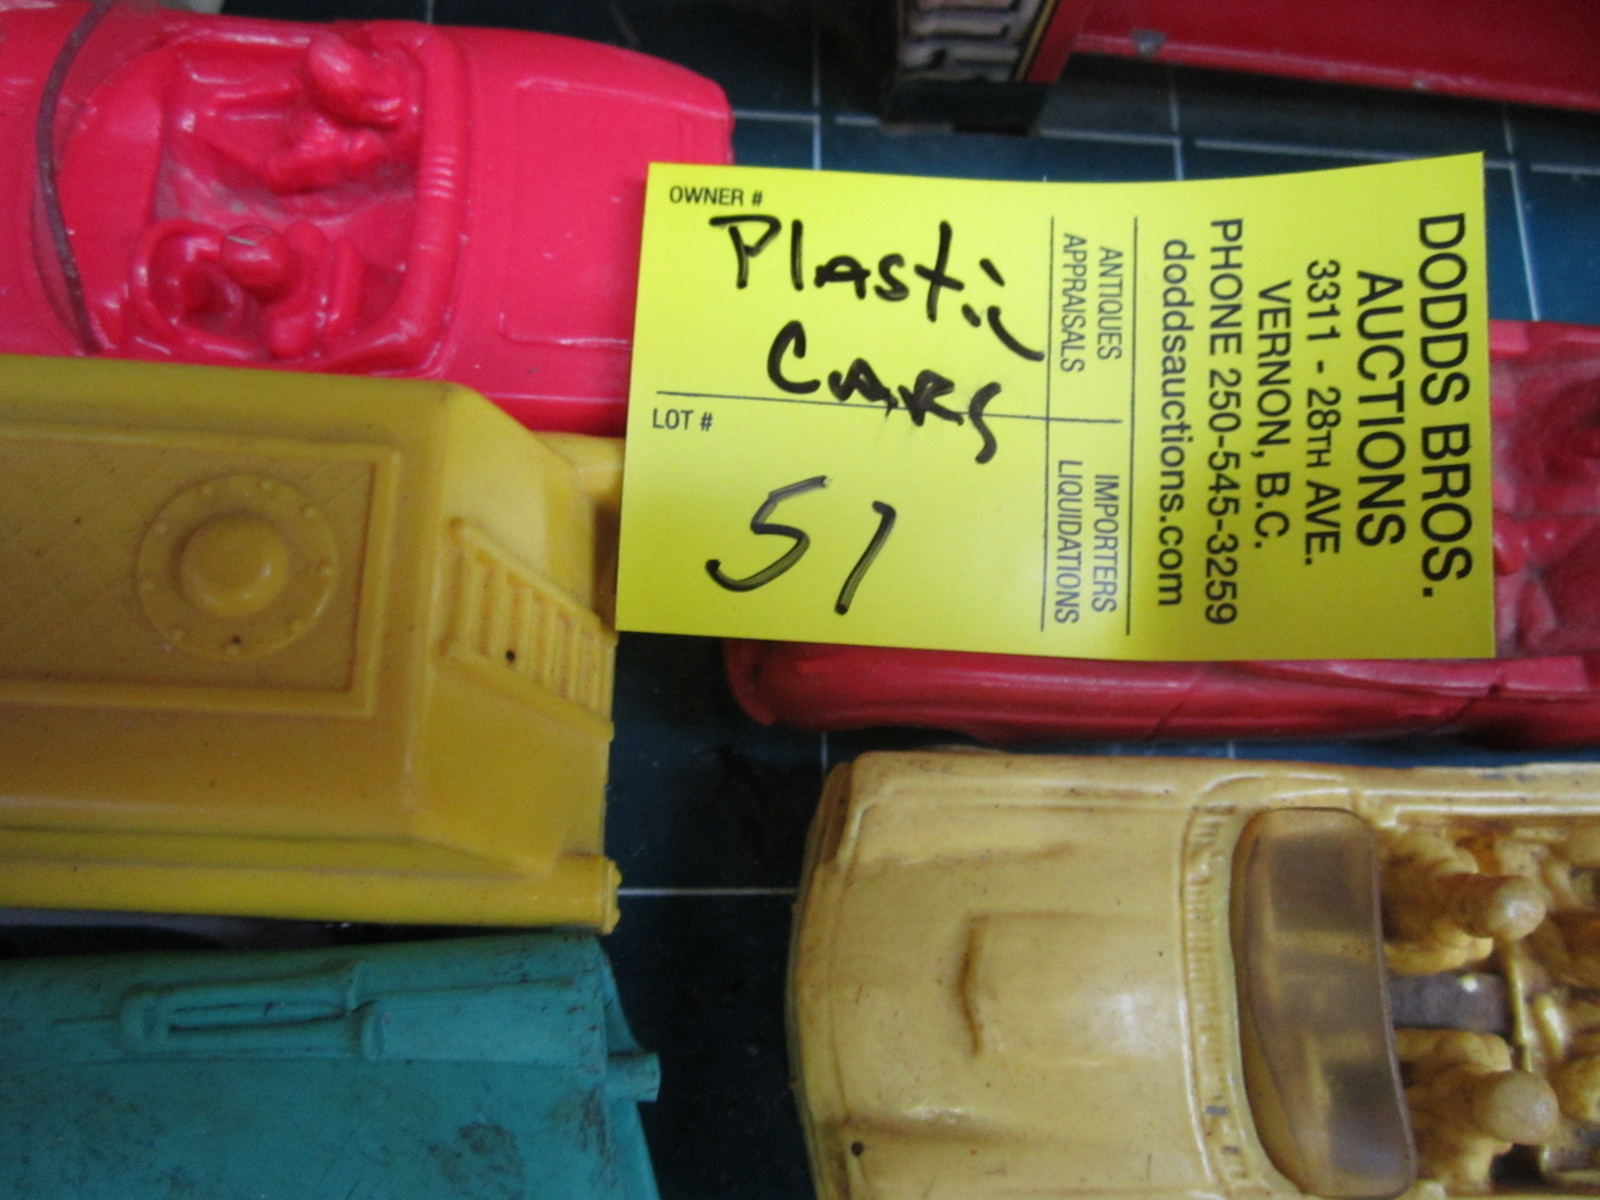 OWNER #
Plastic
Cars
LOT #
51
ANTIQUES
APPRAISALS
IMPORTERS
LIQUIDATIONS
DODDS BROS.
AUCTIONS
3311 - 28TH AVE.
VERNON, B.C.
PHONE 250-545-3259
doddsauctions.com